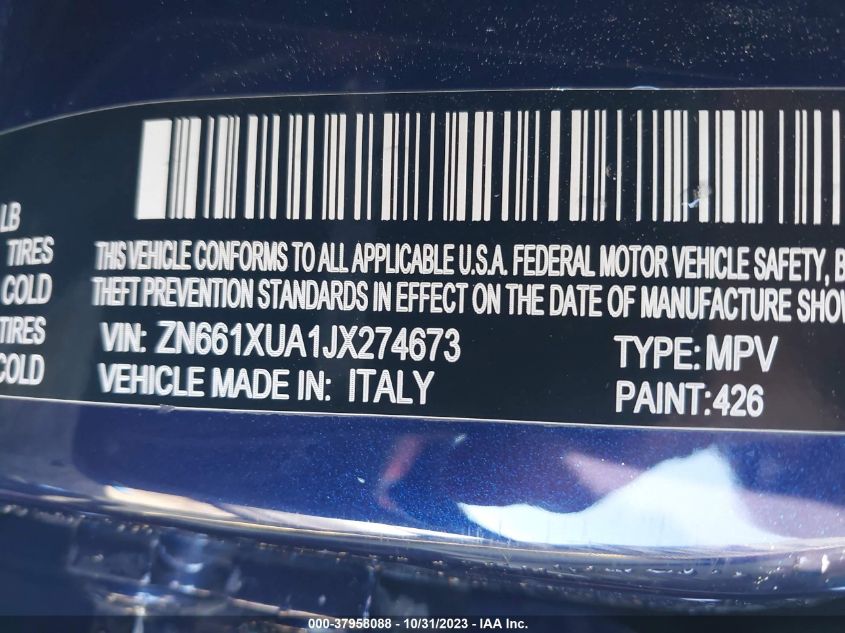 LB
TIRES
COLD
TIRES
COLD
THIS VEHICLE CONFORMS TO ALL APPLICABLE U.S.A. FEDERAL MOTOR VEHICLE SAFETY, B
THEFT PREVENTION STANDARDS IN EFFECT ON THE DATE OF MANUFACTURE SHOW
VIN: ZN661XUA1JX274673 TYPE: MPV
VEHICLE MADE IN: ITALY PAINT: 426
000-37958088 - 10/31/2023 - IAA Inc.